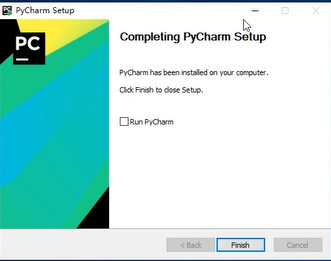 PyCharm Setup
PC
Completing PyCharm Setup
PyCharm has been installed on your computer.
Click Finish to close Setup.
Run PyCharm
< Back
Finish
Cancel